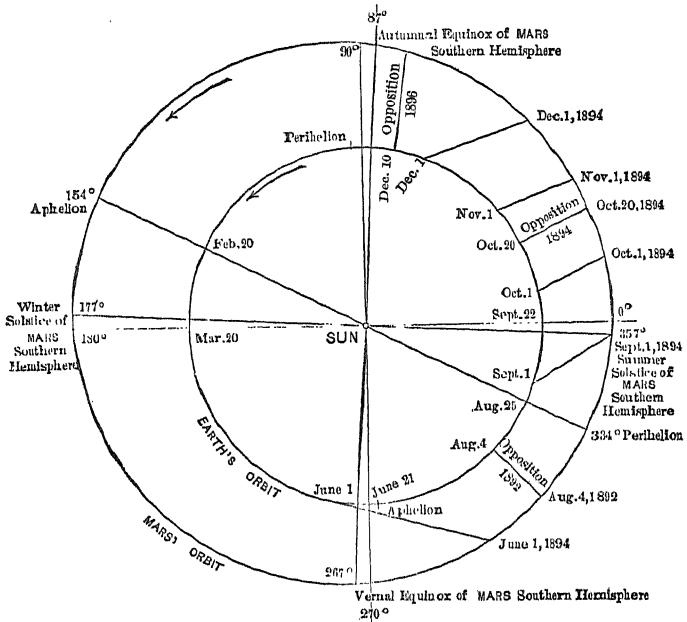 87°
Autumnal Equinox of MARS
Southern Hemisphere
90°
Opposition
1896
Dec. 1, 1894
Perihelion
Dec. 10
Dec. 1
Nov. 1, 1894
154°
Aphelion
Nov. 1
Opposition
1894
Oct. 20, 1894
Feb. 20
Oct. 20
Oct. 1, 1894
Oct. 1
Winter
Solstice of
MARS
Southern
Hemisphere
177°
180°
Mar. 20
SUN
Sept. 22
0°
357°
Sept. 1, 1894
Summer
Solstice of
MARS
Southern
Hemisphere
Sept. 1
Aug. 25
334° Perihelion
EARTH'S ORBIT
Aug. 4
Opposition
1892
Aug. 4, 1892
June 1
June 21
Aphelion
MARS' ORBIT
June 1, 1894
267°
Vernal Equinox of MARS Southern Hemisphere
270°